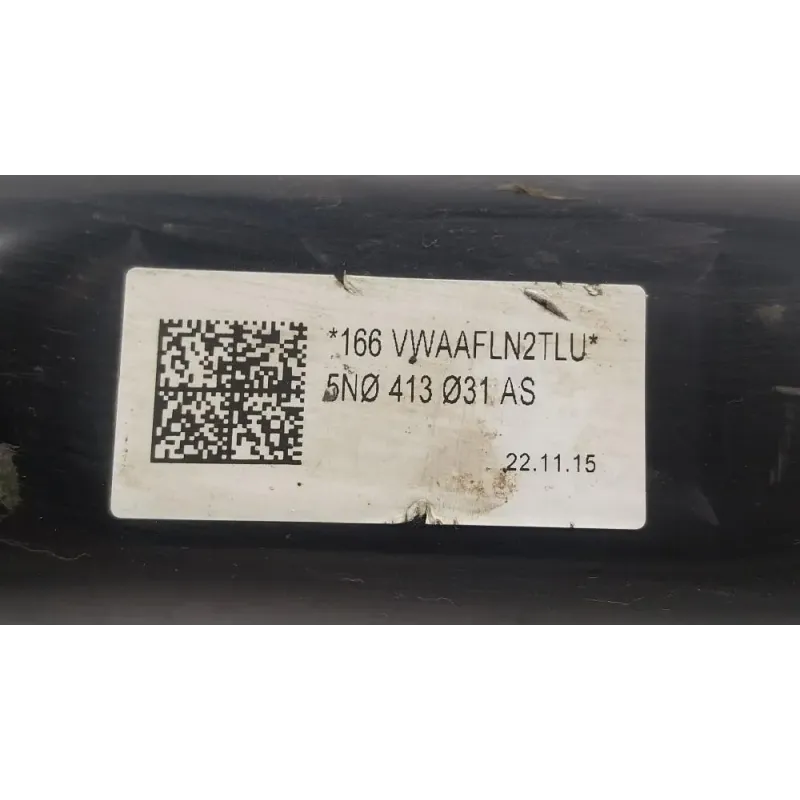 *166 VWAAFLN2TLU*
5NØ 413 Ø31 AS
22.11.15